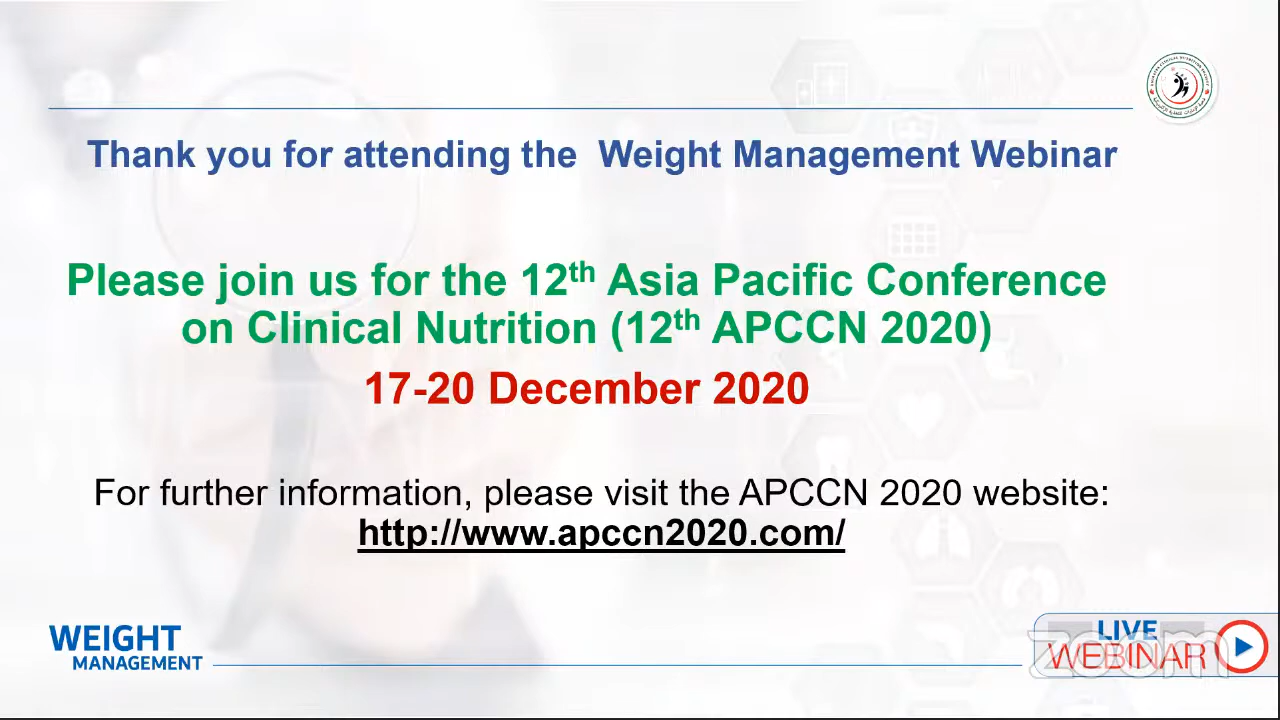 Thank you for attending the Weight Management Webinar
Please join us for the 12th Asia Pacific Conference
on Clinical Nutrition (12th APCCN 2020)
17-20 December 2020
For further information, please visit the APCCN 2020 website:
http://www.apccn2020.com/
WEIGHT
MANAGEMENT
LIVE
WEBINAR
zoom